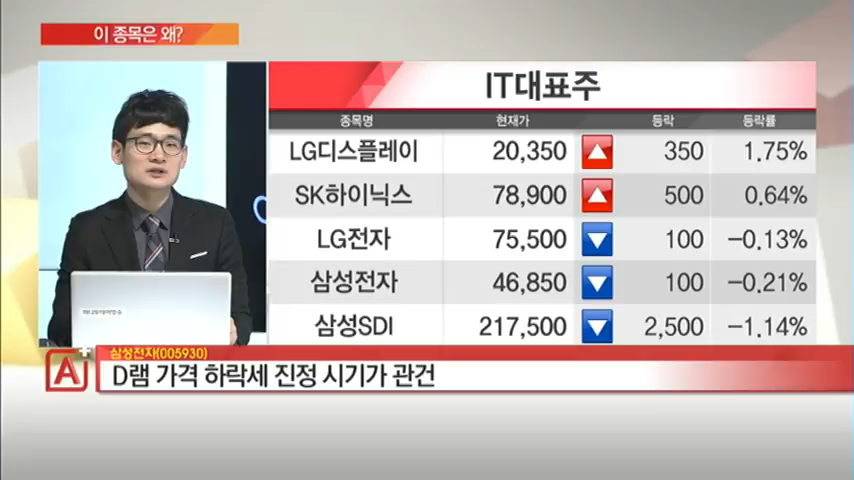 이 종목은 왜?
IT대표주
종목명 현재가 등락 등락률
LG디스플레이 20,350 350 1.75%
SK하이닉스 78,900 500 0.64%
LG전자 75,500 100 -0.13%
삼성전자 46,850 100 -0.21%
삼성SDI 217,500 2,500 -1.14%
A+
삼성전자(005930)
D램 가격 하락세 진정 시기가 관건